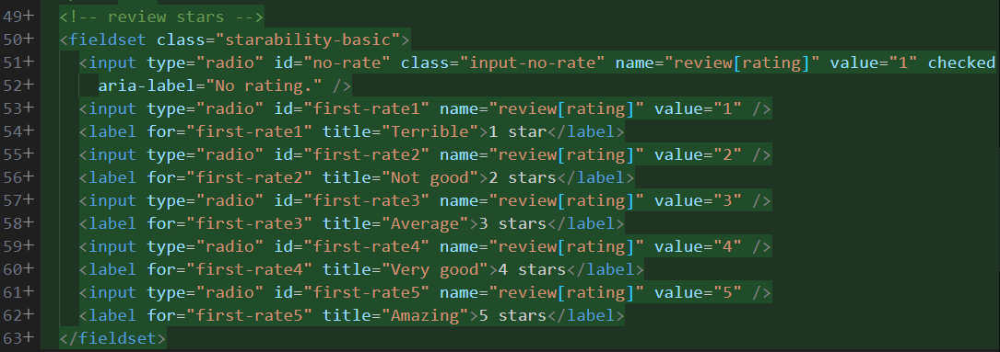 49+ <!-- review stars -->
50+ <fieldset class="starability-basic">
51+ <input type="radio" id="no-rate" class="input-no-rate" name="review[rating]" value="1" checked
52+ aria-label="No rating." />
53+ <input type="radio" id="first-rate1" name="review[rating]" value="1" />
54+ <label for="first-rate1" title="Terrible">1 star</label>
55+ <input type="radio" id="first-rate2" name="review[rating]" value="2" />
56+ <label for="first-rate2" title="Not good">2 stars</label>
57+ <input type="radio" id="first-rate3" name="review[rating]" value="3" />
58+ <label for="first-rate3" title="Average">3 stars</label>
59+ <input type="radio" id="first-rate4" name="review[rating]" value="4" />
60+ <label for="first-rate4" title="Very good">4 stars</label>
61+ <input type="radio" id="first-rate5" name="review[rating]" value="5" />
62+ <label for="first-rate5" title="Amazing">5 stars</label>
63+ </fieldset>